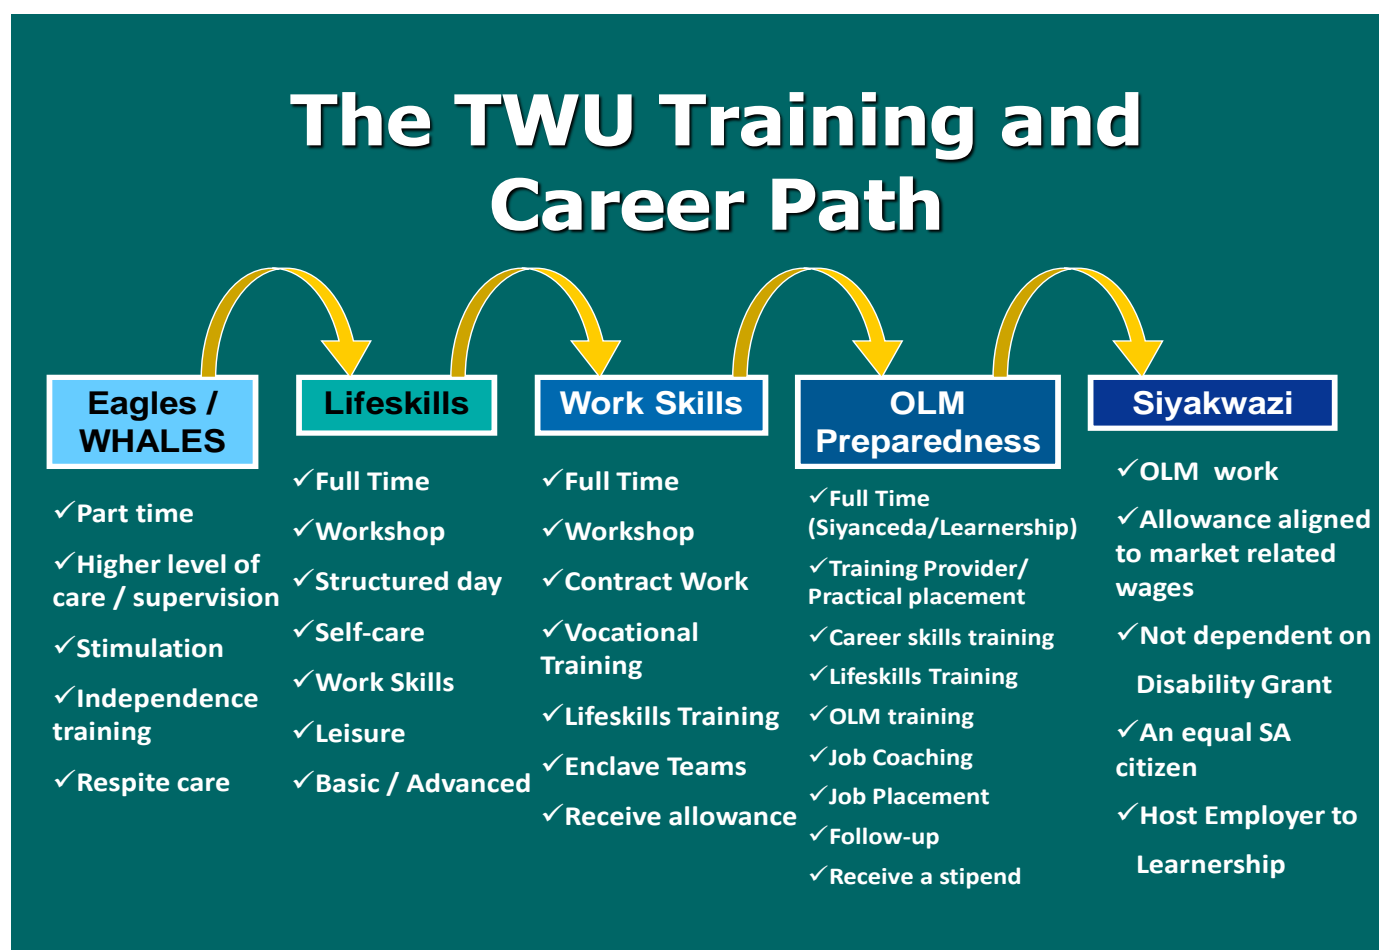 The TWU Training and
Career Path
Eagles /
WHALES
✓Part time
✓Higher level of
care / supervision
✓Stimulation
✓Independence
training
✓Respite care
Lifeskills
✓Full Time
✓Workshop
✓Structured day
✓Self-care
✓Work Skills
✓Leisure
✓Basic / Advanced
Work Skills
✓Full Time
✓Workshop
✓Contract Work
✓Vocational
Training
✓Lifeskills Training
✓Enclave Teams
✓Receive allowance
OLM
Preparedness
✓Full Time
(Siyanceda/Learnership)
✓Training Provider/
Practical placement
✓Career skills training
✓Lifeskills Training
✓OLM training
✓Job Coaching
✓Job Placement
✓Follow-up
✓Receive a stipend
Siyakwazi
✓OLM work
✓Allowance aligned
to market related
wages
✓Not dependent on
Disability Grant
✓An equal SA
citizen
✓Host Employer to
Learnership